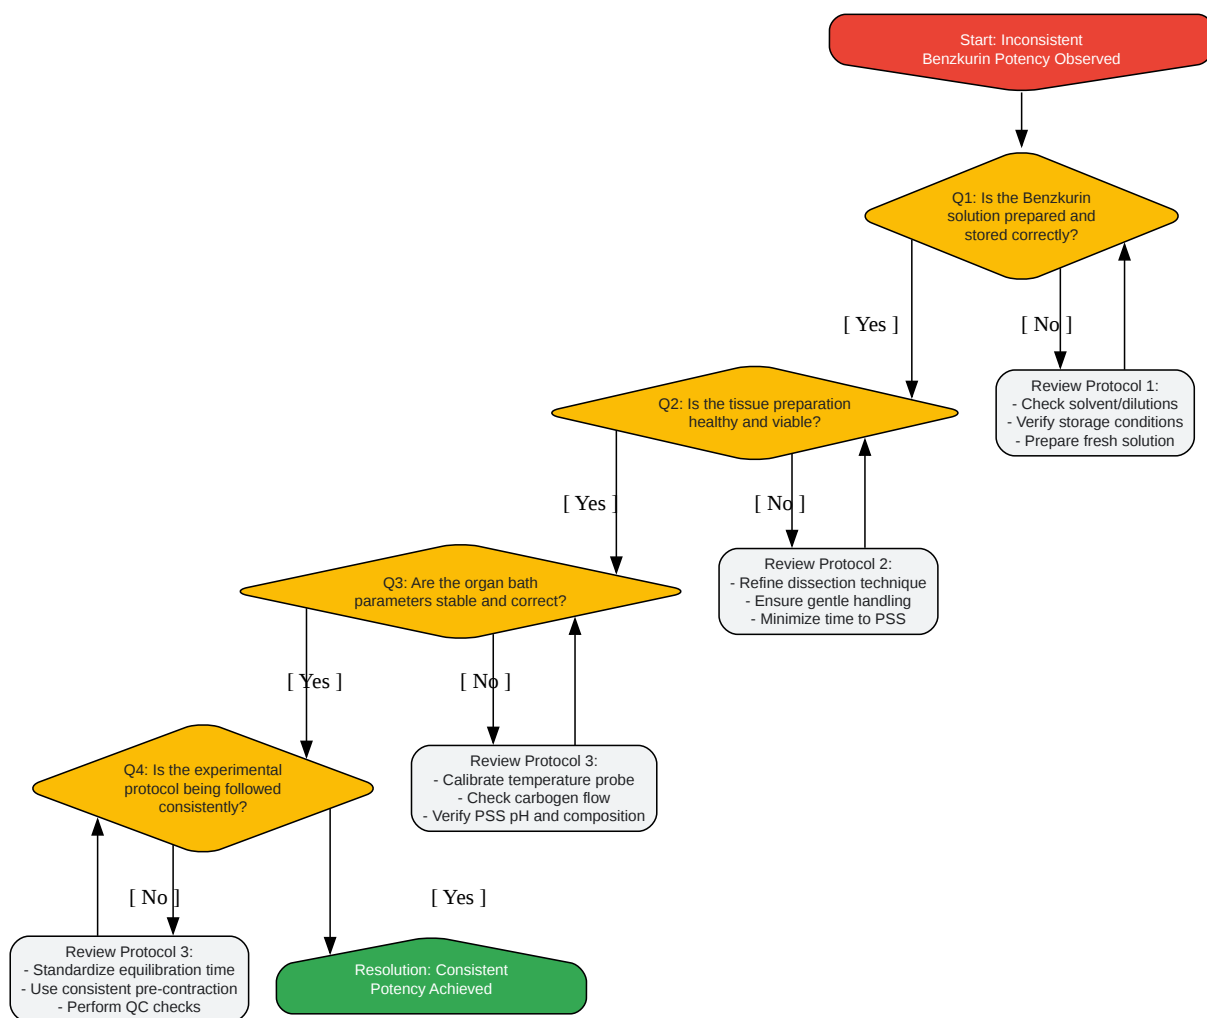 Start: Inconsistent
Benzkurin Potency Observed
Q1: Is the Benzkurin
solution prepared and
stored correctly?
[ Yes ]
[ No ]
Review Protocol 1:
- Check solvent/dilutions
- Verify storage conditions
- Prepare fresh solution
Q2: Is the tissue preparation
healthy and viable?
[ Yes ]
[ No ]
Review Protocol 2:
- Refine dissection technique
- Ensure gentle handling
- Minimize time to PSS
Q3: Are the organ bath
parameters stable and correct?
[ Yes ]
[ No ]
Review Protocol 3:
- Calibrate temperature probe
- Check carbogen flow
- Verify PSS pH and composition
Q4: Is the experimental
protocol being followed
consistently?
[ No ]
[ Yes ]
Review Protocol 3:
- Standardize equilibration time
- Use consistent pre-contraction
- Perform QC checks
Resolution: Consistent
Potency Achieved